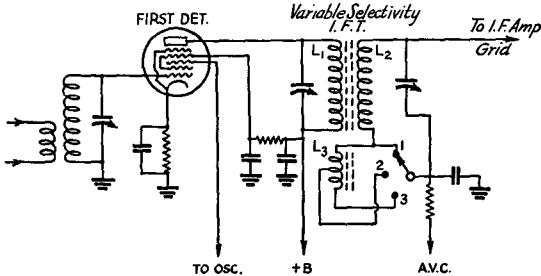 FIRST DET.
Variable Selectivity
I.F.T.
To I.F. Amp
Grid
L1
L2
L3
1
2
3
TO OSC.
+B
A.V.C.